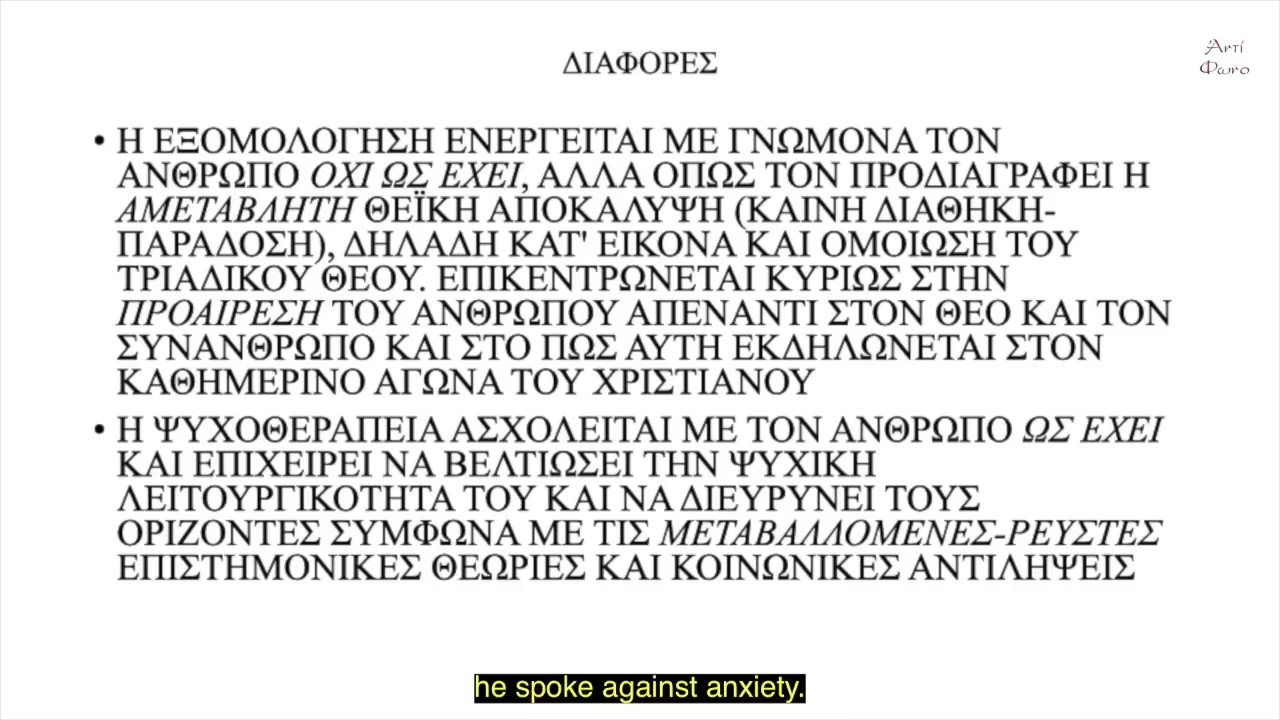 ΔΙΑΦΟΡΕΣ
Ἀντί
Φωνο
• Η ΕΞΟΜΟΛΟΓΗΣΗ ΕΝΕΡΓΕΙΤΑΙ ΜΕ ΓΝΩΜΟΝΑ ΤΟΝ
ΑΝΘΡΩΠΟ ΟΧΙ ΩΣ ΕΧΕΙ, ΑΛΛΑ ΟΠΩΣ ΤΟΝ ΠΡΟΔΙΑΓΡΑΦΕΙ Η
ΑΜΕΤΑΒΛΗΤΗ ΘΕΪΚΗ ΑΠΟΚΑΛΥΨΗ (ΚΑΙΝΗ ΔΙΑΘΗΚΗ-
ΠΑΡΑΔΟΣΗ), ΔΗΛΑΔΗ ΚΑΤ' ΕΙΚΟΝΑ ΚΑΙ ΟΜΟΙΩΣΗ ΤΟΥ
ΤΡΙΑΔΙΚΟΥ ΘΕΟΥ. ΕΠΙΚΕΝΤΡΩΝΕΤΑΙ ΚΥΡΙΩΣ ΣΤΗΝ
ΠΡΟΑΙΡΕΣΗ ΤΟΥ ΑΝΘΡΩΠΟΥ ΑΠΕΝΑΝΤΙ ΣΤΟΝ ΘΕΟ ΚΑΙ ΤΟΝ
ΣΥΝΑΝΘΡΩΠΟ ΚΑΙ ΣΤΟ ΠΩΣ ΑΥΤΗ ΕΚΔΗΛΩΝΕΤΑΙ ΣΤΟΝ
ΚΑΘΗΜΕΡΙΝΟ ΑΓΩΝΑ ΤΟΥ ΧΡΙΣΤΙΑΝΟΥ
• Η ΨΥΧΟΘΕΡΑΠΕΙΑ ΑΣΧΟΛΕΙΤΑΙ ΜΕ ΤΟΝ ΑΝΘΡΩΠΟ ΩΣ ΕΧΕΙ
ΚΑΙ ΕΠΙΧΕΙΡΕΙ ΝΑ ΒΕΛΤΙΩΣΕΙ ΤΗΝ ΨΥΧΙΚΗ
ΛΕΙΤΟΥΡΓΙΚΟΤΗΤΑ ΤΟΥ ΚΑΙ ΝΑ ΔΙΕΥΡΥΝΕΙ ΤΟΥΣ
ΟΡΙΖΟΝΤΕΣ ΣΥΜΦΩΝΑ ΜΕ ΤΙΣ ΜΕΤΑΒΑΛΛΟΜΕΝΕΣ-ΡΕΥΣΤΕΣ
ΕΠΙΣΤΗΜΟΝΙΚΕΣ ΘΕΩΡΙΕΣ ΚΑΙ ΚΟΙΝΩΝΙΚΕΣ ΑΝΤΙΛΗΨΕΙΣ
he spoke against anxiety.